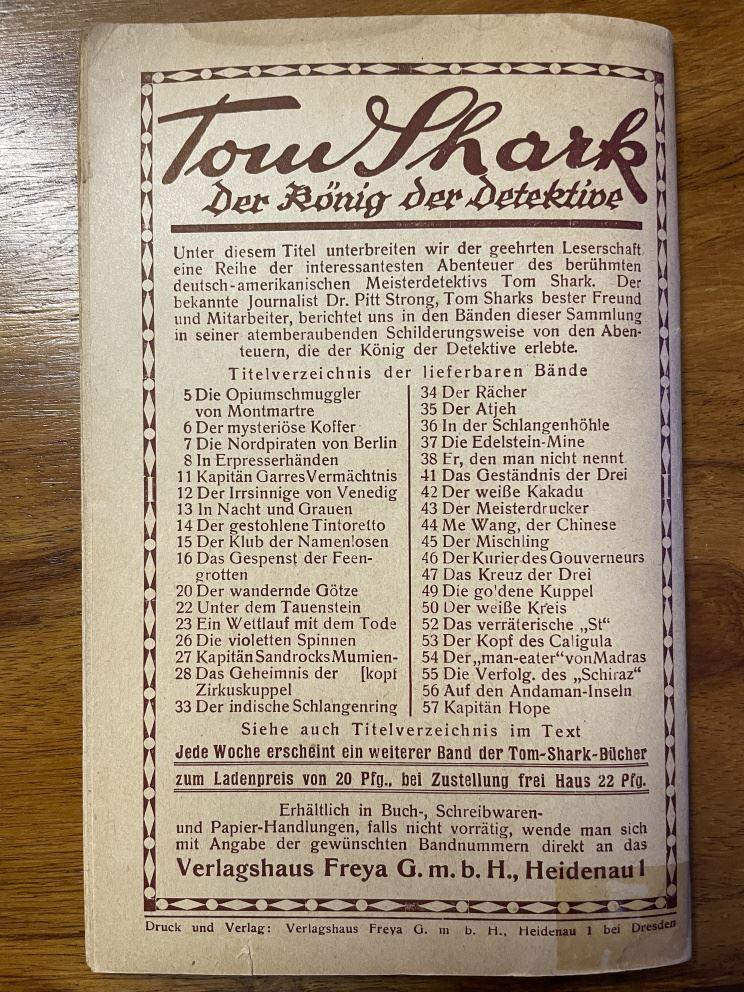 Tom Shark
Der König der Detektive
Unter diesem Titel unterbreiten wir der geehrten Leserschaft
eine Reihe der interessantesten Abenteuer des berühmten
deutsch-amerikanischen Meisterdetektivs Tom Shark. Der
bekannte Journalist Dr. Pitt Strong, Tom Sharks bester Freund
und Mitarbeiter, berichtet uns in den Bänden dieser Sammlung
in seiner atemberaubenden Schilderungsweise von den Aben-
teuern, die der König der Detektive erlebte.
Titelverzeichnis der lieferbaren Bände
5 Die Opiumschmuggler
von Montmartre
6 Der mysteriöse Koffer
7 Die Nordpiraten von Berlin
8 In Erpresserhänden
11 Kapitän Garres Vermächtnis
12 Der Irrsinnige von Venedig
13 In Nacht und Grauen
14 Der gestohlene Tintoretto
15 Der Klub der Namenlosen
16 Das Gespenst der Feen-
grotten
20 Der wandernde Götze
22 Unter dem Tauenstein
23 Ein Wettlauf mit dem Tode
26 Die violetten Spinnen
27 Kapitän Sandrocks Mumien-
28 Das Geheimnis der [kopf
Zirkuskuppel
33 Der indische Schlangenring
34 Der Rächer
35 Der Atjeh
36 In der Schlangenhöhle
37 Die Edelstein-Mine
38 Er, den man nicht nennt
41 Das Geständnis der Drei
42 Der weiße Kakadu
43 Der Meisterdrucker
44 Me Wang, der Chinese
45 Der Mischling
46 Der Kurier des Gouverneurs
47 Das Kreuz der Drei
49 Die go'dene Kuppel
50 Der weiße Kreis
52 Das verräterische „St"
53 Der Kopf des Caligula
54 Der „man-eater" von Madras
55 Die Verfolg. des „Schiraz"
56 Auf den Andaman-Inseln
57 Kapitän Hope
Siehe auch Titelverzeichnis im Text
Jede Woche erscheint ein weiterer Band der Tom-Shark-Bücher
zum Ladenpreis von 20 Pfg., bei Zustellung frei Haus 22 Pfg.
Erhältlich in Buch-, Schreibwaren-
und Papier-Handlungen, falls nicht vorrätig, wende man sich
mit Angabe der gewünschten Bandnummern direkt an das
Verlagshaus Freya G. m. b. H., Heidenau 1
Druck und Verlag: Verlagshaus Freya G. m b. H., Heidenau 1 bei Dresden